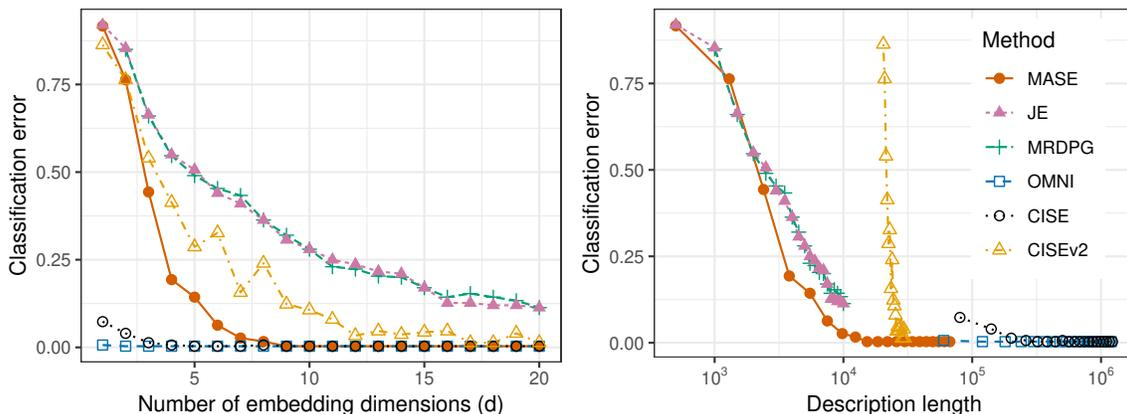 Classification error
0.75
0.50
0.25
0.00
5
10
15
20
Number of embedding dimensions (d)
Classification error
0.75
0.50
0.25
0.00
10³
10⁴
10⁵
10⁶
Description length
Method
MASE
JE
MRDPG
OMNI
CISE
CISEv2